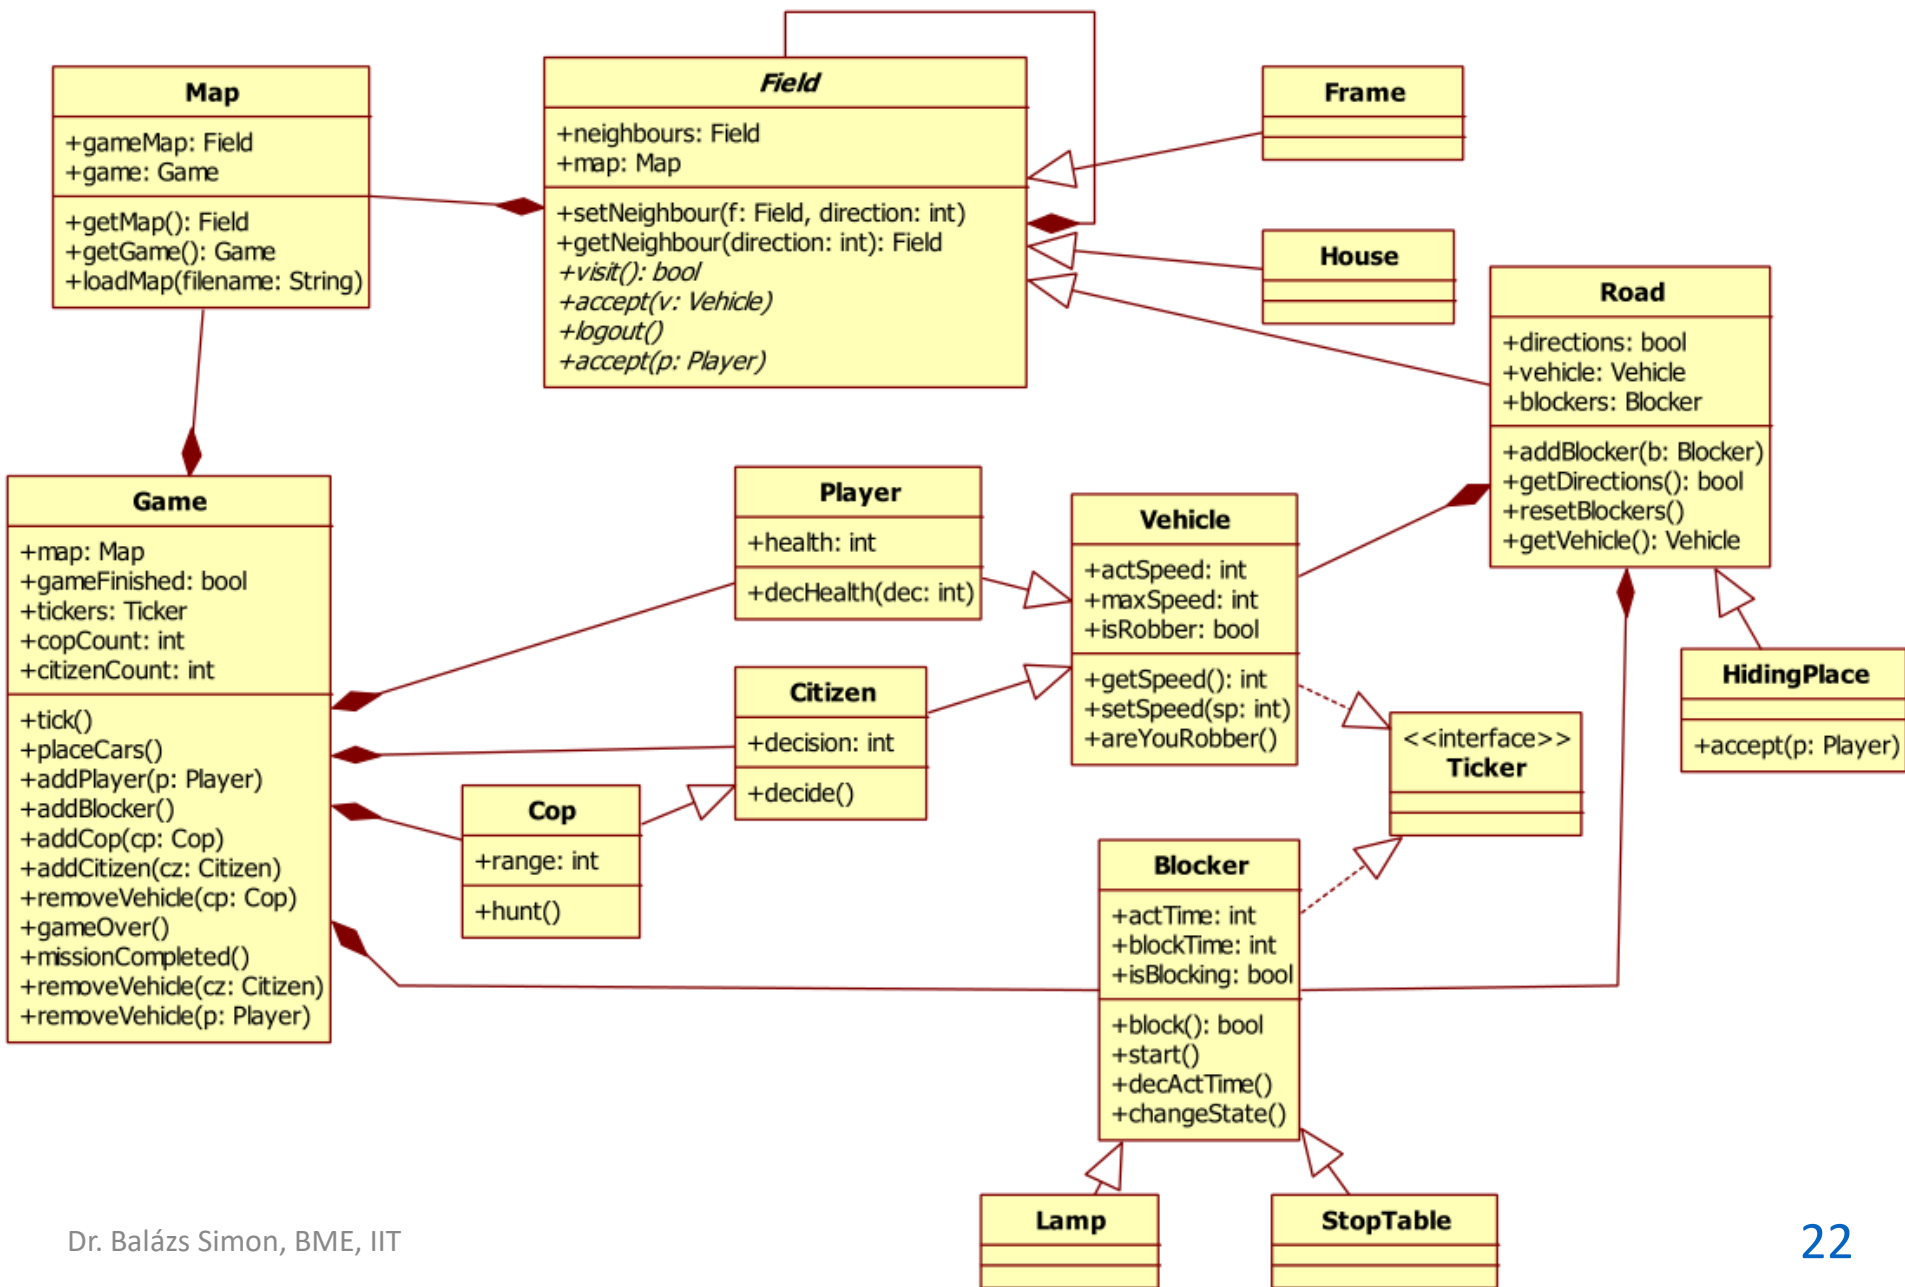 Map
+gameMap: Field
+game: Game
+getMap(): Field
+getGame(): Game
+loadMap(filename: String)
Field
+neighbours: Field
+map: Map
+setNeighbour(f: Field, direction: int)
+getNeighbour(direction: int): Field
+visit(): bool
+accept(v: Vehicle)
+logout()
+accept(p: Player)
Frame
House
Road
+directions: bool
+vehicle: Vehicle
+blockers: Blocker
+addBlocker(b: Blocker)
+getDirections(): bool
+resetBlockers()
+getVehicle(): Vehicle
Game
+map: Map
+gameFinished: bool
+tickers: Ticker
+copCount: int
+citizenCount: int
+tick()
+placeCars()
+addPlayer(p: Player)
+addBlocker()
+addCop(cp: Cop)
+addCitizen(cz: Citizen)
+removeVehicle(cp: Cop)
+gameOver()
+missionCompleted()
+removeVehicle(cz: Citizen)
+removeVehicle(p: Player)
Player
+health: int
+decHealth(dec: int)
Citizen
+decision: int
+decide()
Cop
+range: int
+hunt()
Vehicle
+actSpeed: int
+maxSpeed: int
+isRobber: bool
+getSpeed(): int
+setSpeed(sp: int)
+areYouRobber()
<<interface>>
Ticker
HidingPlace
+accept(p: Player)
Blocker
+actTime: int
+blockTime: int
+isBlocking: bool
+block(): bool
+start()
+decActTime()
+changeState()
Lamp
StopTable
Dr. Balázs Simon, BME, IIT
22